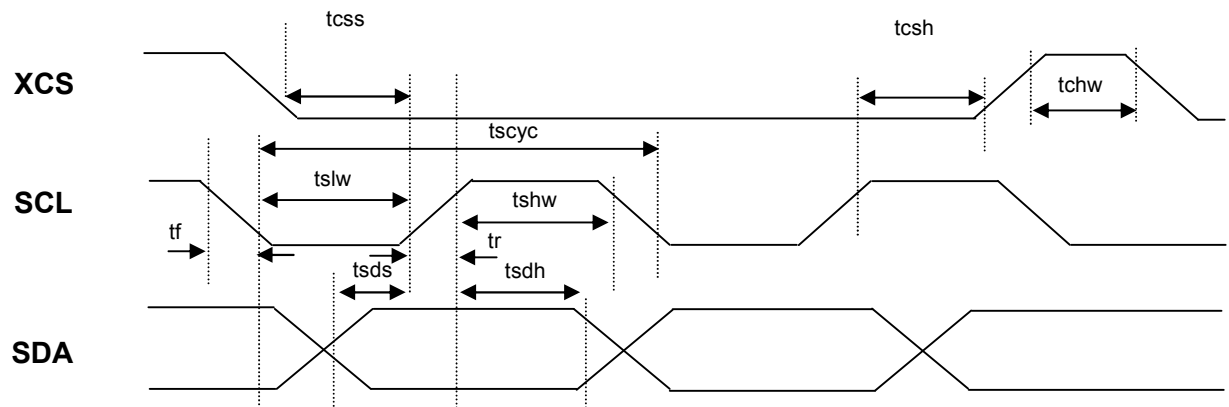 tcss
tcsh
XCS
tchw
tscyc
SCL
tslw
tshw
tf
tr
tsds
tsdh
SDA